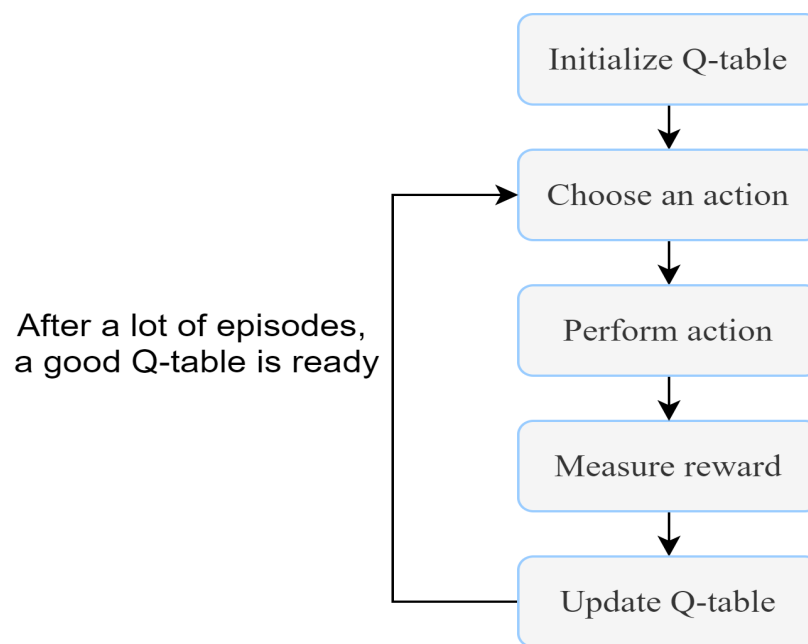 Initialize Q-table
Choose an action
After a lot of episodes,
a good Q-table is ready
Perform action
Measure reward
Update Q-table